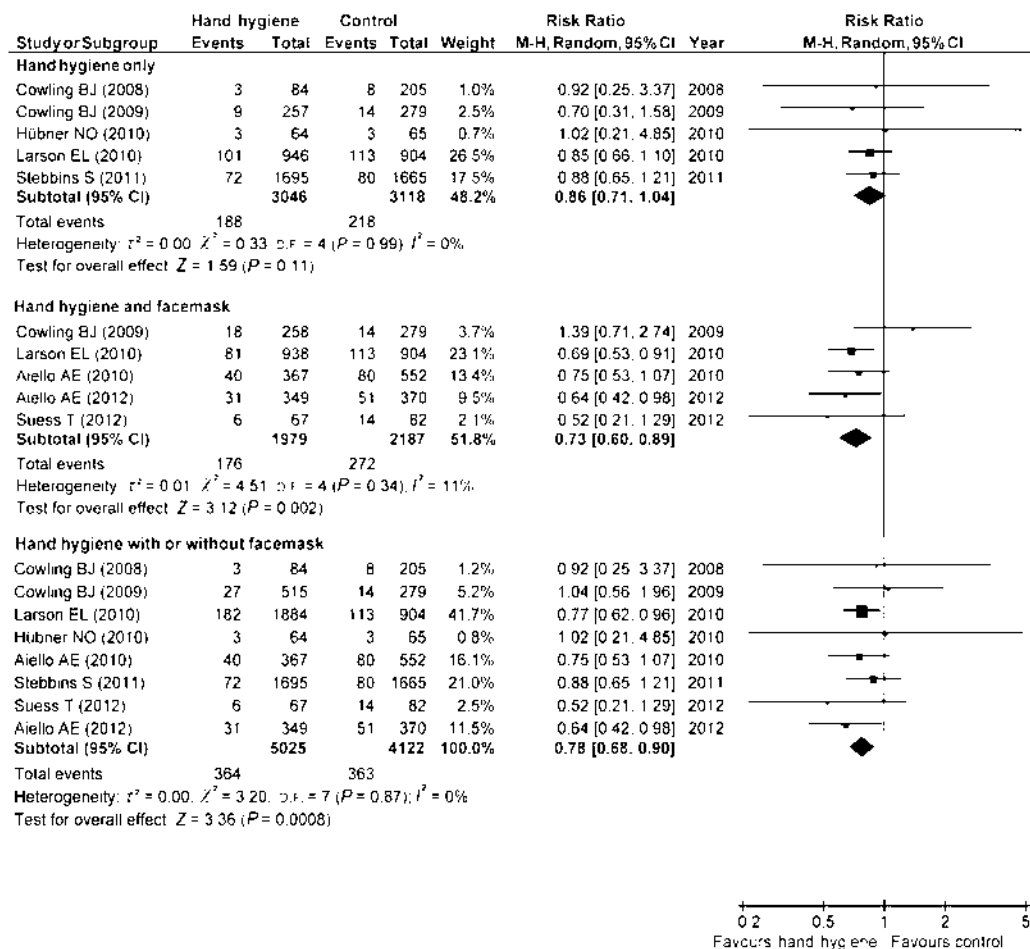 Hand hygiene Control Risk Ratio Risk Ratio
Study or Subgroup Events Total Events Total Weight M-H, Random, 95% CI Year M-H, Random, 95% CI
Hand hygiene only
Cowling BJ (2008) 3 84 8 205 1.0% 0.92 [0.25, 3.37] 2008
Cowling BJ (2009) 9 257 14 279 2.5% 0.70 [0.31, 1.58] 2009
Hübner NO (2010) 3 64 3 65 0.7% 1.02 [0.21, 4.85] 2010
Larson EL (2010) 101 946 113 904 26.5% 0.85 [0.66, 1.10] 2010
Stebbins S (2011) 72 1695 80 1665 17.5% 0.88 [0.65, 1.21] 2011
Subtotal (95% CI) 3046 3118 48.2% 0.86 [0.71, 1.04]
Total events 188 218
Heterogeneity: τ² = 0.00, χ² = 0.33, D.F. = 4 (P = 0.99), I² = 0%
Test for overall effect Z = 1.59 (P = 0.11)
Hand hygiene and facemask
Cowling BJ (2009) 18 258 14 279 3.7% 1.39 [0.71, 2.74] 2009
Larson EL (2010) 81 938 113 904 23.1% 0.69 [0.53, 0.91] 2010
Aiello AE (2010) 40 367 80 552 13.4% 0.75 [0.53, 1.07] 2010
Aiello AE (2012) 31 349 51 370 9.5% 0.64 [0.42, 0.98] 2012
Suess T (2012) 6 67 14 82 2.1% 0.52 [0.21, 1.29] 2012
Subtotal (95% CI) 1979 2187 51.8% 0.73 [0.60, 0.89]
Total events 176 272
Heterogeneity τ² = 0.01, χ² = 4.51, D.F. = 4 (P = 0.34), I² = 11%
Test for overall effect Z = 3.12 (P = 0.002)
Hand hygiene with or without facemask
Cowling BJ (2008) 3 84 8 205 1.2% 0.92 [0.25, 3.37] 2008
Cowling BJ (2009) 27 515 14 279 5.2% 1.04 [0.56, 1.96] 2009
Larson EL (2010) 182 1884 113 904 41.7% 0.77 [0.62, 0.96] 2010
Hübner NO (2010) 3 64 3 65 0.8% 1.02 [0.21, 4.85] 2010
Aiello AE (2010) 40 367 80 552 16.1% 0.75 [0.53, 1.07] 2010
Stebbins S (2011) 72 1695 80 1665 21.0% 0.88 [0.65, 1.21] 2011
Suess T (2012) 6 67 14 82 2.5% 0.52 [0.21, 1.29] 2012
Aiello AE (2012) 31 349 51 370 11.5% 0.64 [0.42, 0.98] 2012
Subtotal (95% CI) 5025 4122 100.0% 0.78 [0.68, 0.90]
Total events 364 363
Heterogeneity: τ² = 0.00, χ² = 3.20, D.F. = 7 (P = 0.87); I² = 0%
Test for overall effect Z = 3.36 (P = 0.0008)
0.2 0.5 1 2 5
Favours hand hygiene Favours control